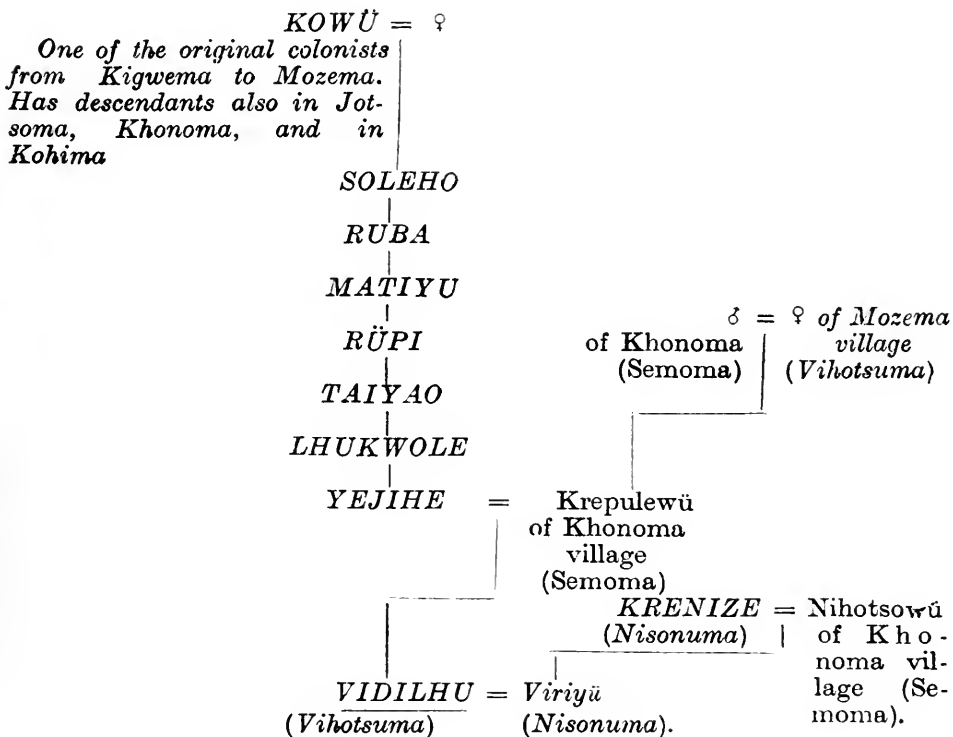 KOWÜ = ♀
One of the original colonists
from Kigwema to Mozema.
Has descendants also in Jot-
soma, Khonoma, and in
Kohima
SOLEHO
RUBA
MATIYU
RÜPI
TAIYAO
LHUKWOLE
♂ = ♀ of Mozema
of Khonoma village
(Semoma) (Vihotsuma)
YEJIHE = Krepulewü
of Khonoma
village
(Semoma)
KRENIZE = Nihotsowü
(Nisonuma) of Kho-
noma vil-
lage (Se-
moma).
VIDILHU = Viriyü
(Vihotsuma) (Nisonuma).